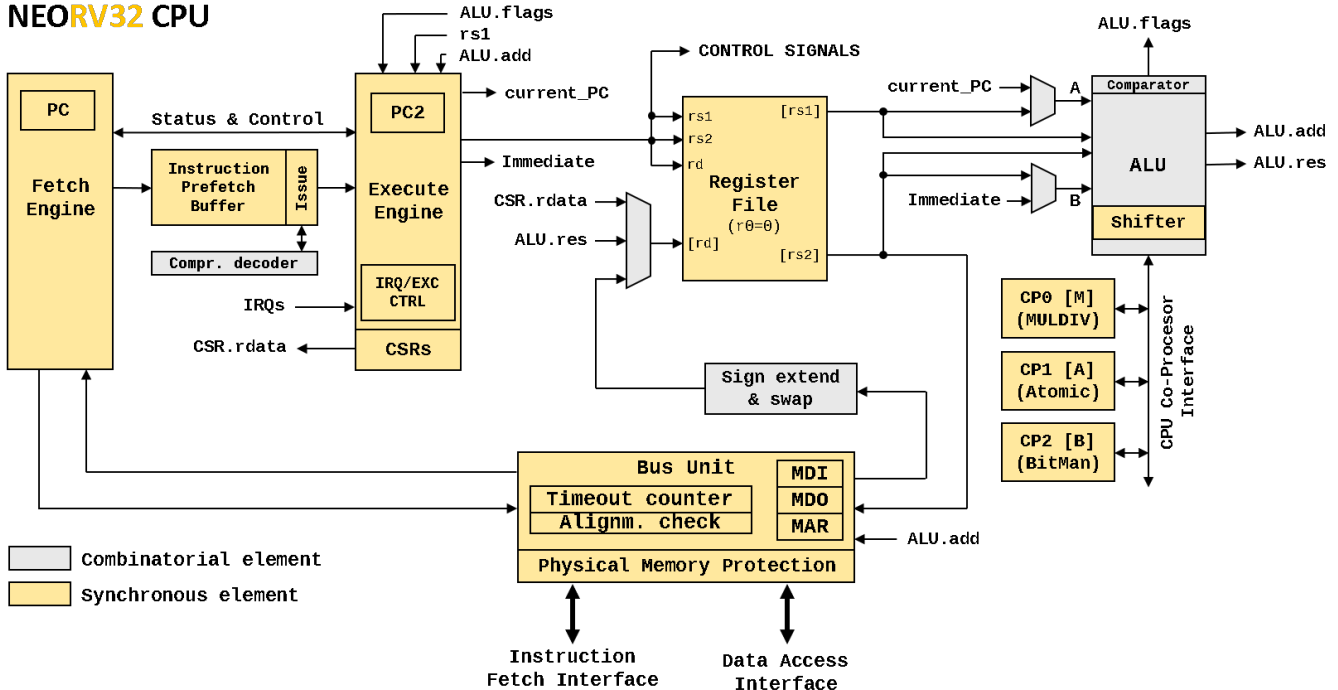 NEORV32 CPU
ALU.flags
rs1
ALU.add
PC
Fetch
Engine
Status & Control
Instruction
Prefetch
Buffer
Issue
Compr. decoder
PC2
Execute
Engine
IRQ/EXC
CTRL
CSRs
IRQs
CSR.rdata
current_PC
Immediate
CONTROL SIGNALS
CSR.rdata
ALU.res
rs1
rs2
rd
[rd]
Register
File
(r0=0)
[rs1]
[rs2]
current_PC
A
Immediate
B
ALU.flags
Comparator
ALU
Shifter
ALU.add
ALU.res
CP0 [M]
(MULDIV)
CP1 [A]
(Atomic)
CP2 [B]
(BitMan)
CPU Co-Procesor
Interface
Sign extend
& swap
Bus Unit
Timeout counter
Alignm. check
MDI
MDO
MAR
ALU.add
Physical Memory Protection
Instruction
Fetch Interface
Data Access
Interface
Combinatorial element
Synchronous element